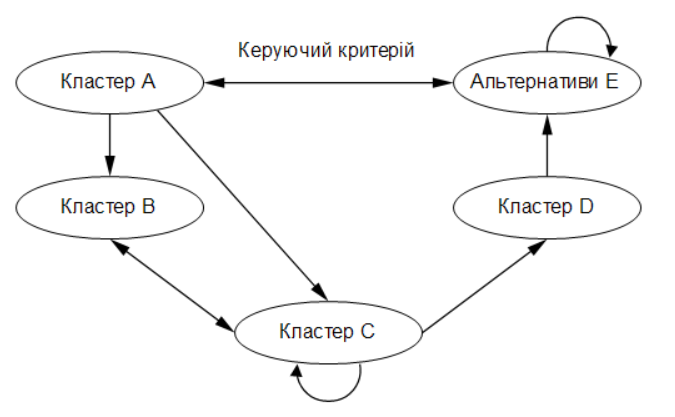 Керуючий критерій
Кластер A
Альтернативи E
Кластер B
Кластер D
Кластер C